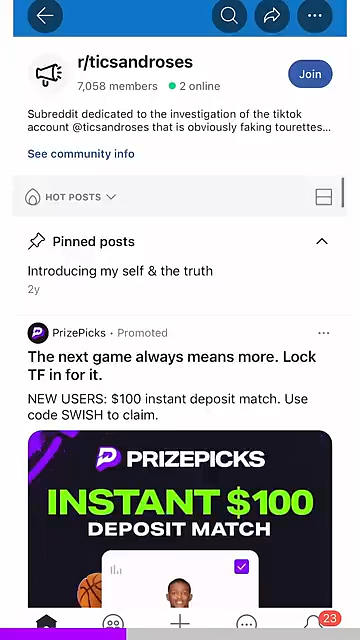 r/ticsandroses
7,058 members
2 online
Join
Subreddit dedicated to the investigation of the tiktok
account @ticsandroses that is obviously faking tourettes...
See community info
HOT POSTS
Pinned posts
Introducing my self & the truth
2y
PrizePicks • Promoted
The next game always means more. Lock
TF in for it.
NEW USERS: $100 instant deposit match. Use
code SWISH to claim.
PRIZEPICKS
INSTANT $100
DEPOSIT MATCH
23